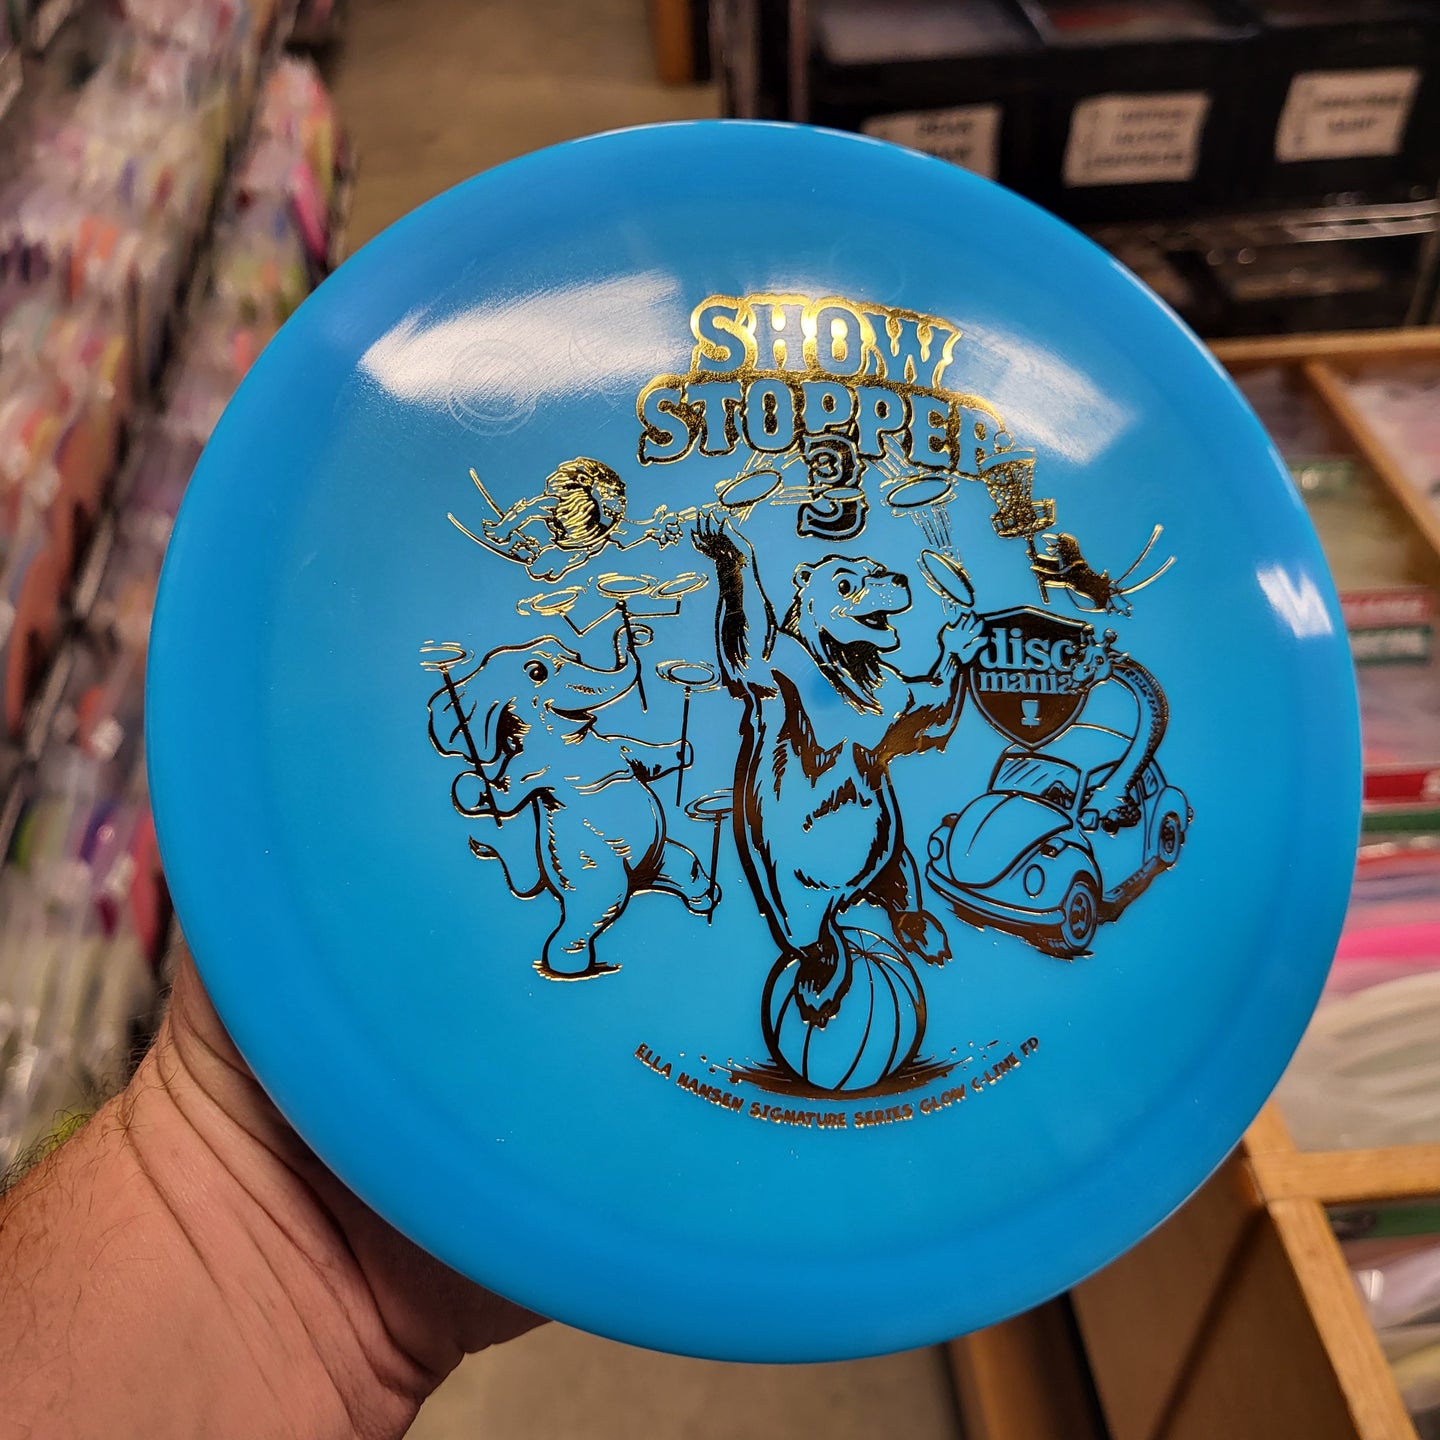 SHOW
STOPPER
3
disc
mania
ELLA HANSEN SIGNATURE SERIES GLOW C-LINE FD